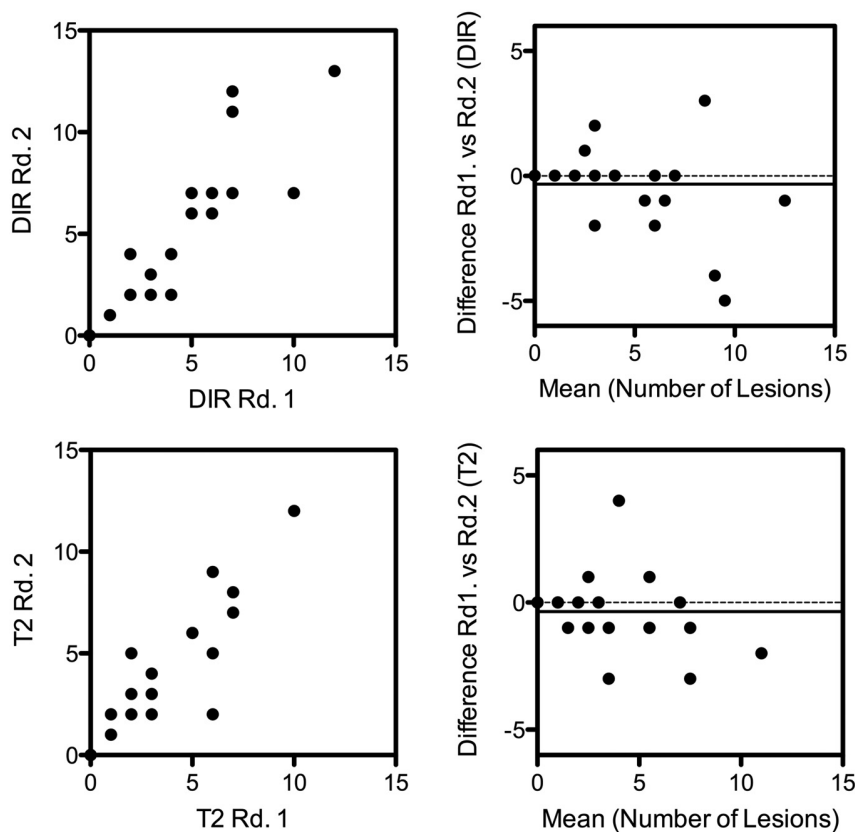 15
10
5
0
DIR Rd. 2
0 5 10 15
DIR Rd. 1
5
0
-5
Difference Rd1. vs Rd.2 (DIR)
0 5 10 15
Mean (Number of Lesions)
15
10
5
0
T2 Rd. 2
0 5 10 15
T2 Rd. 1
5
0
-5
Difference Rd1. vs Rd.2 (T2)
0 5 10 15
Mean (Number of Lesions)